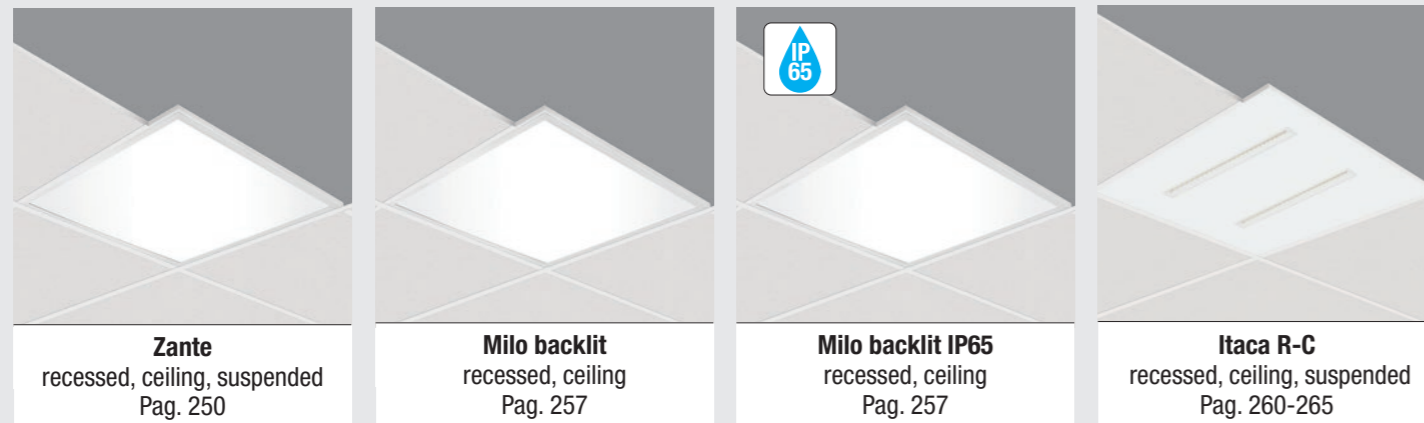 IP
65
Zante
recessed, ceiling, suspended
Pag. 250
Milo backlit
recessed, ceiling
Pag. 257
Milo backlit IP65
recessed, ceiling
Pag. 257
Itaca R-C
recessed, ceiling, suspended
Pag. 260-265